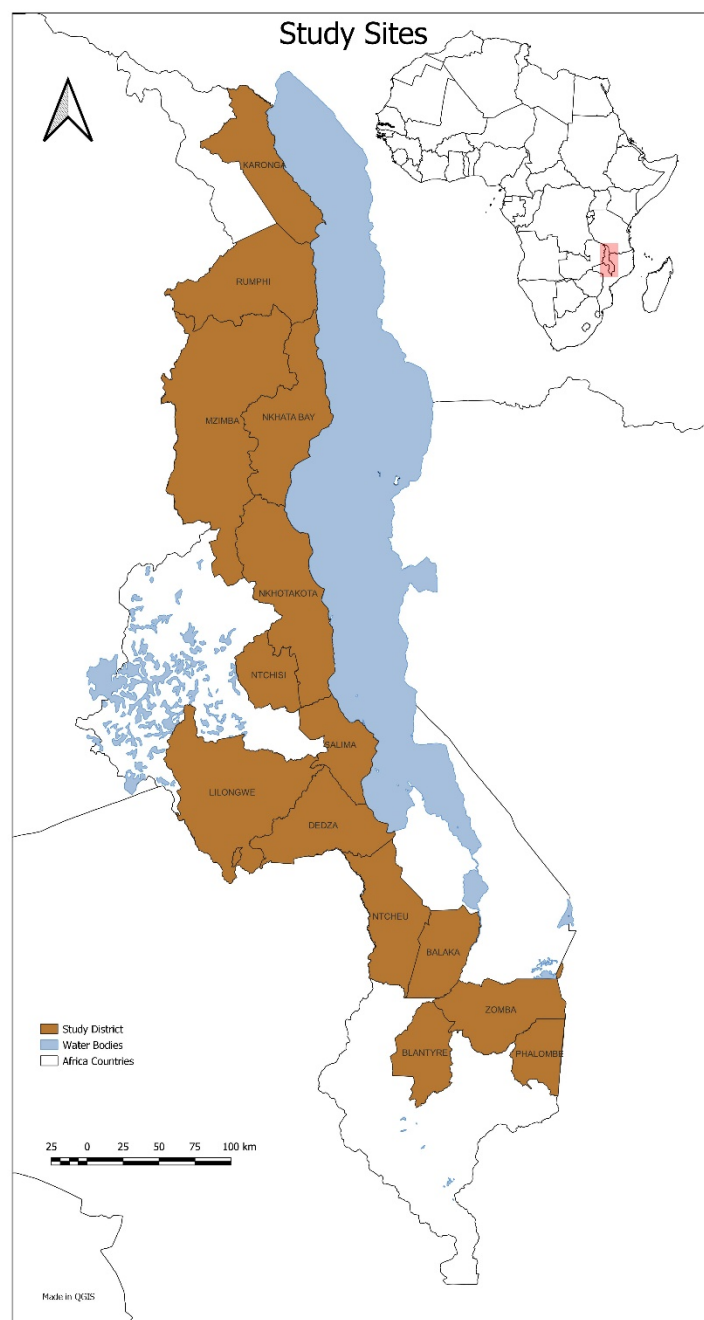 Study Sites
KARONGA
RUMPHI
MZIMBA
NKHATA BAY
NKHOTAKOTA
NTCHISI
SALIMA
LILONGWE
DEDZA
NTCHEU
BALAKA
ZOMBA
BLANTYRE
PHALOMBE
Study District
Water Bodies
Africa Countries
25 0 25 50 75 100 km
Made in QGIS